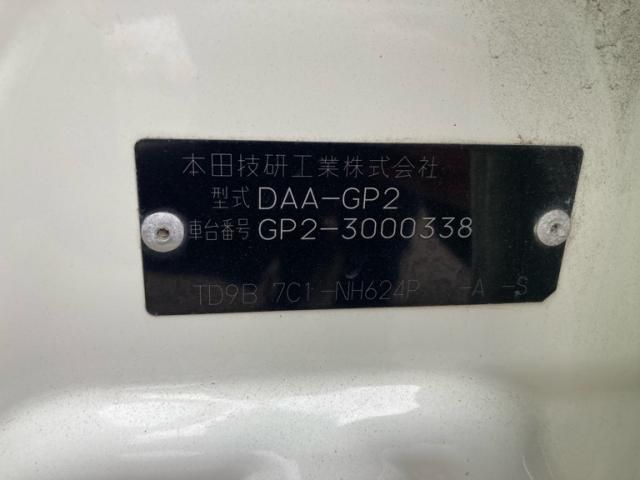 本田技研工業株式会社
型式 DAA-GP2
車台番号 GP2-3000338
TD9B 7C1 -NH624P -A -S